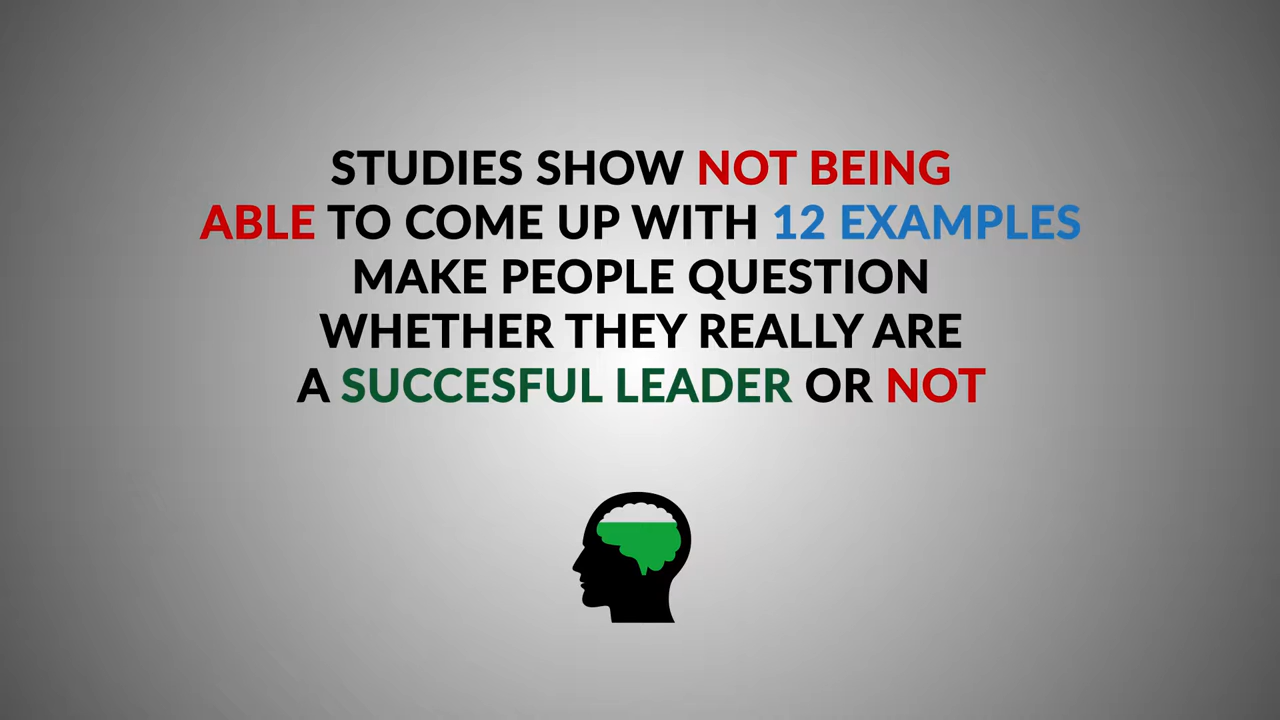 STUDIES SHOW NOT BEING
ABLE TO COME UP WITH 12 EXAMPLES
MAKE PEOPLE QUESTION
WHETHER THEY REALLY ARE
A SUCCESFUL LEADER OR NOT